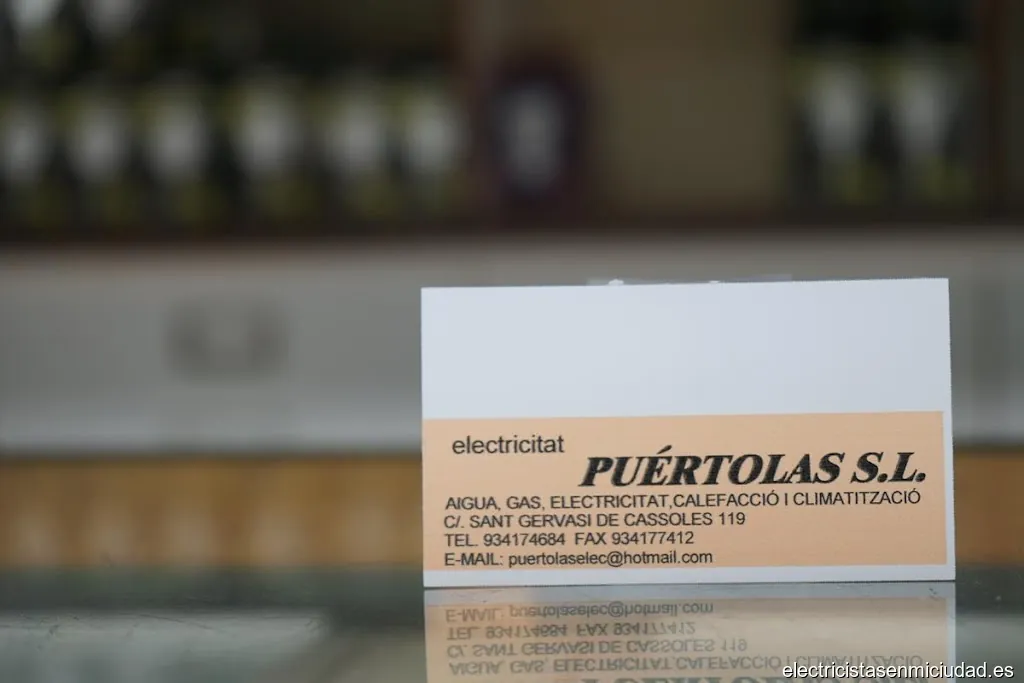 electricitat
PUÉRTOLAS S.L.
AIGUA, GAS, ELECTRICITAT,CALEFACCIÓ I CLIMATITZACIÓ
C/. SANT GERVASI DE CASSOLES 119
TEL. 934174684 FAX 934177412
E-MAIL: puertolaselec@hotmail.com
electricistasenmiciudad.es